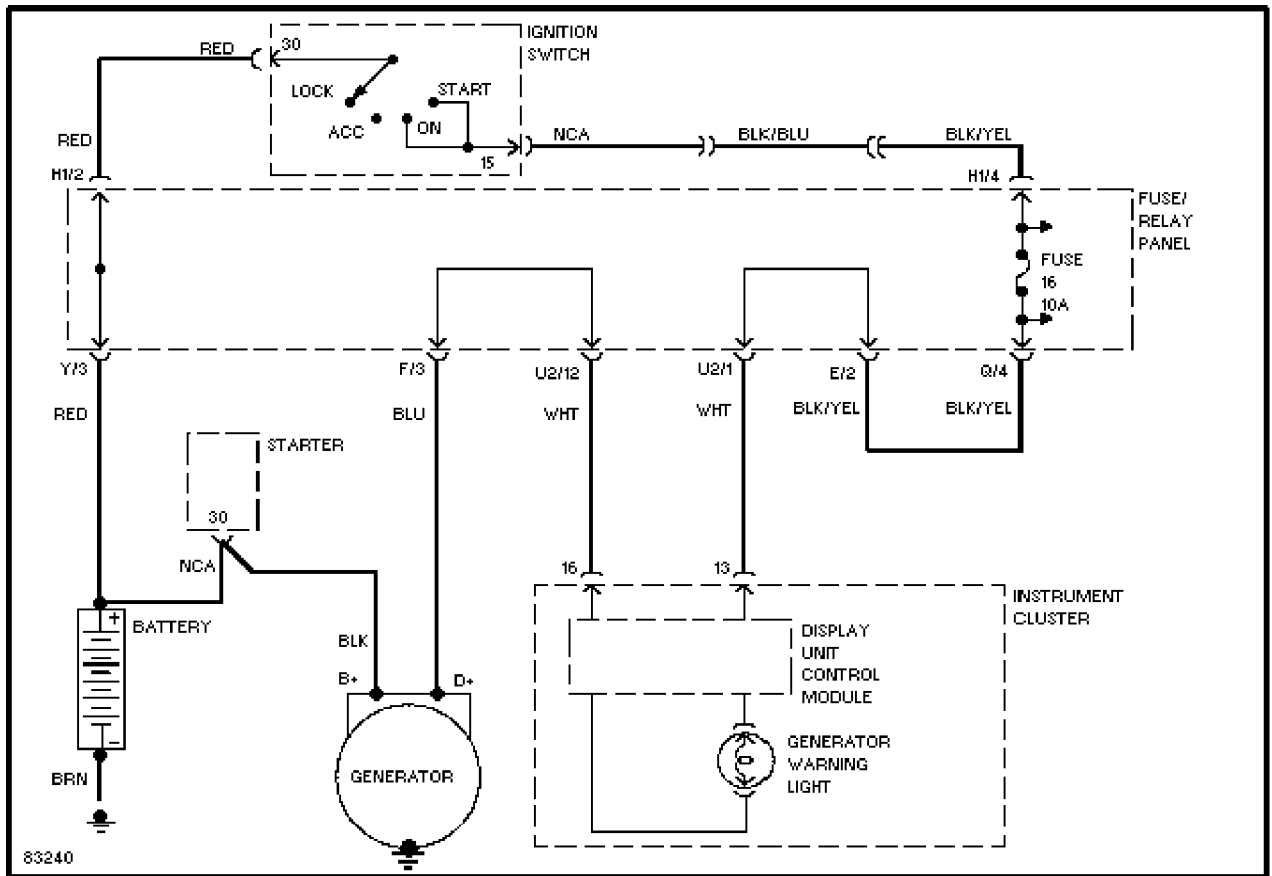 IGNITION
SWITCH
RED
30
LOCK
START
ACC
ON
15
NCA
BLK/BLU
BLK/YEL
RED
H1/2
H1/4
FUSE/
RELAY
PANEL
FUSE
16
10A
Y/3
F/3
U2/12
U2/1
E/2
Q/4
RED
BLU
WHT
WHT
BLK/YEL
BLK/YEL
STARTER
30
NCA
16
13
+
BATTERY
-
BRN
BLK
B+
D+
GENERATOR
INSTRUMENT
CLUSTER
DISPLAY
UNIT
CONTROL
MODULE
GENERATOR
WARNING
LIGHT
83240